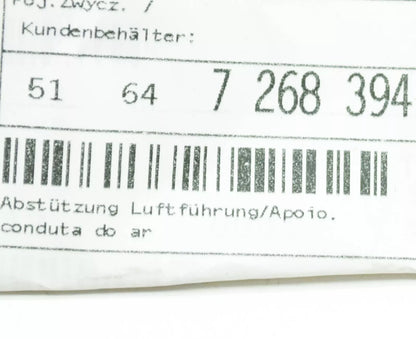 Poj.zwycz. /
Kundenbehälter:
51 64 7 268 394
Abstützung Luftführung/Apoio.
conduta do ar